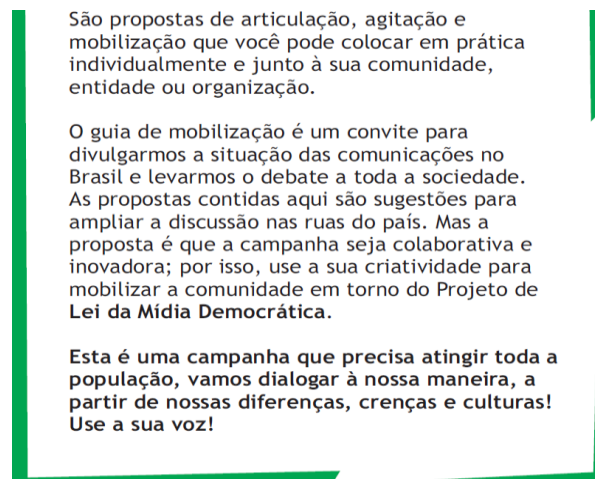 São propostas de articulação, agitação e
mobilização que você pode colocar em prática
individualmente e junto à sua comunidade,
entidade ou organização.
O guia de mobilização é um convite para
divulgarmos a situação das comunicações no
Brasil e levarmos o debate a toda a sociedade.
As propostas contidas aqui são sugestões para
ampliar a discussão nas ruas do país. Mas a
proposta é que a campanha seja colaborativa e
inovadora; por isso, use a sua criatividade para
mobilizar a comunidade em torno do Projeto de
Lei da Mídia Democrática.
Esta é uma campanha que precisa atingir toda a
população, vamos dialogar à nossa maneira, a
partir de nossas diferenças, crenças e culturas!
Use a sua voz!